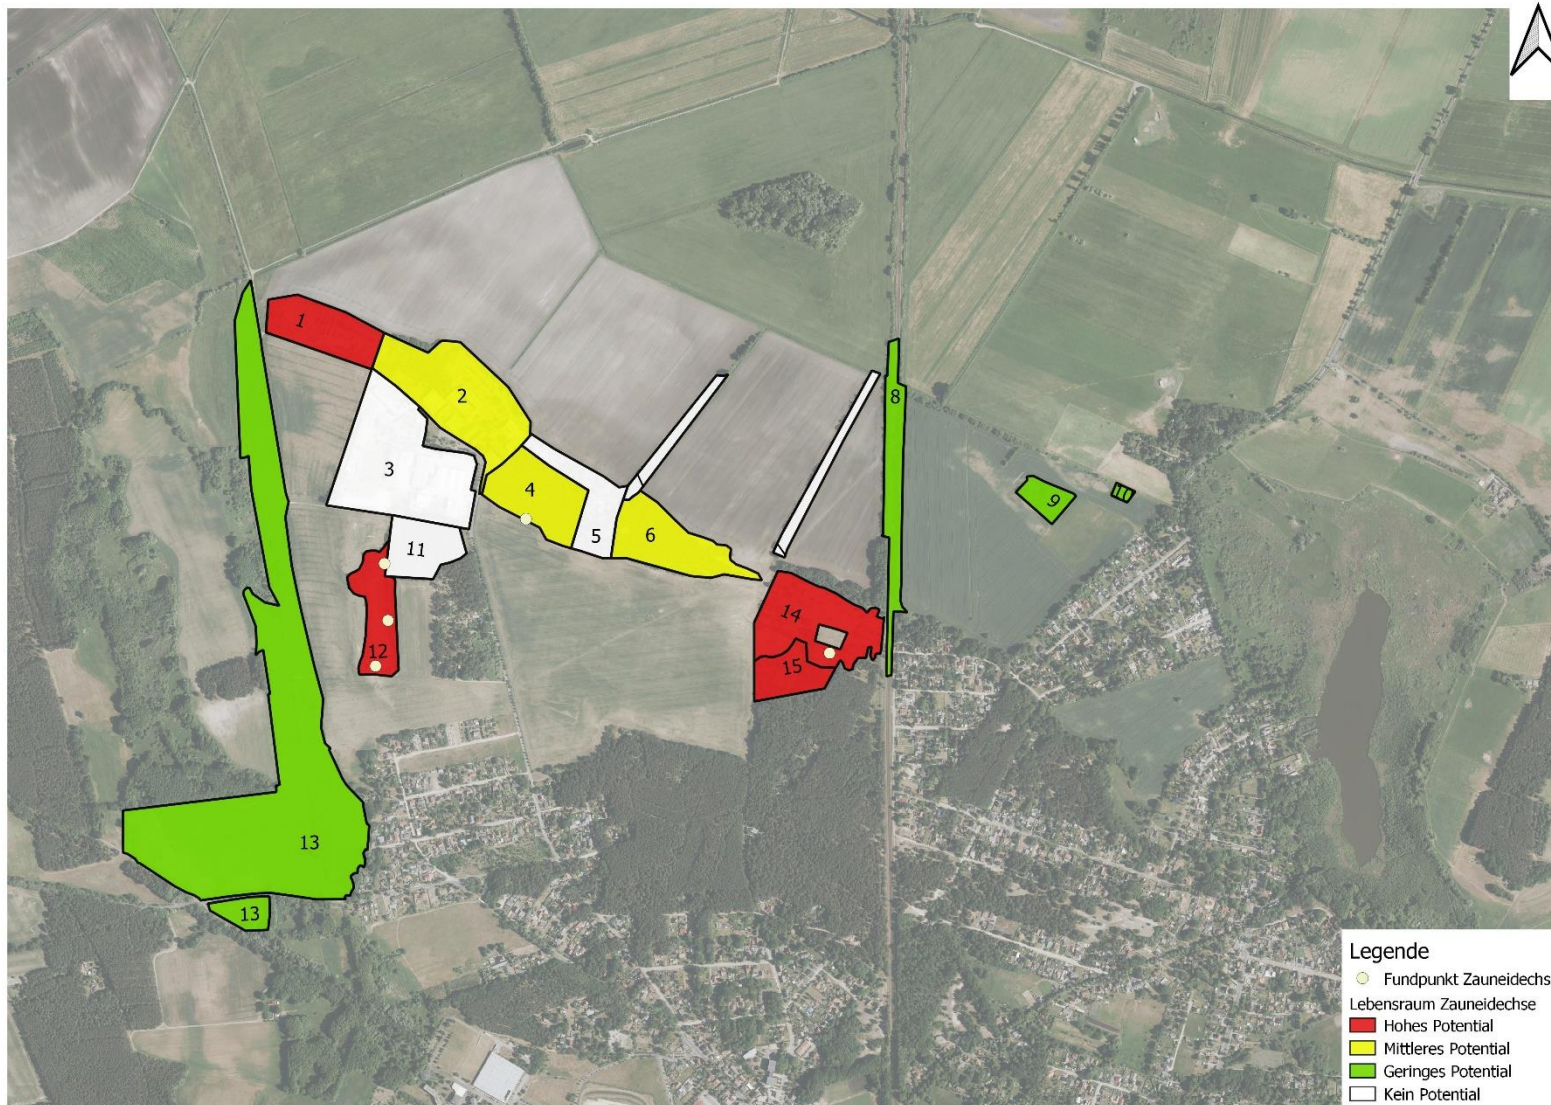 1
2
3
4
5
6
8
9
10
11
12
13
13
14
15
Legende
Fundpunkt Zauneidechs
Lebensraum Zauneidechse
Hohes Potential
Mittleres Potential
Geringes Potential
Kein Potential